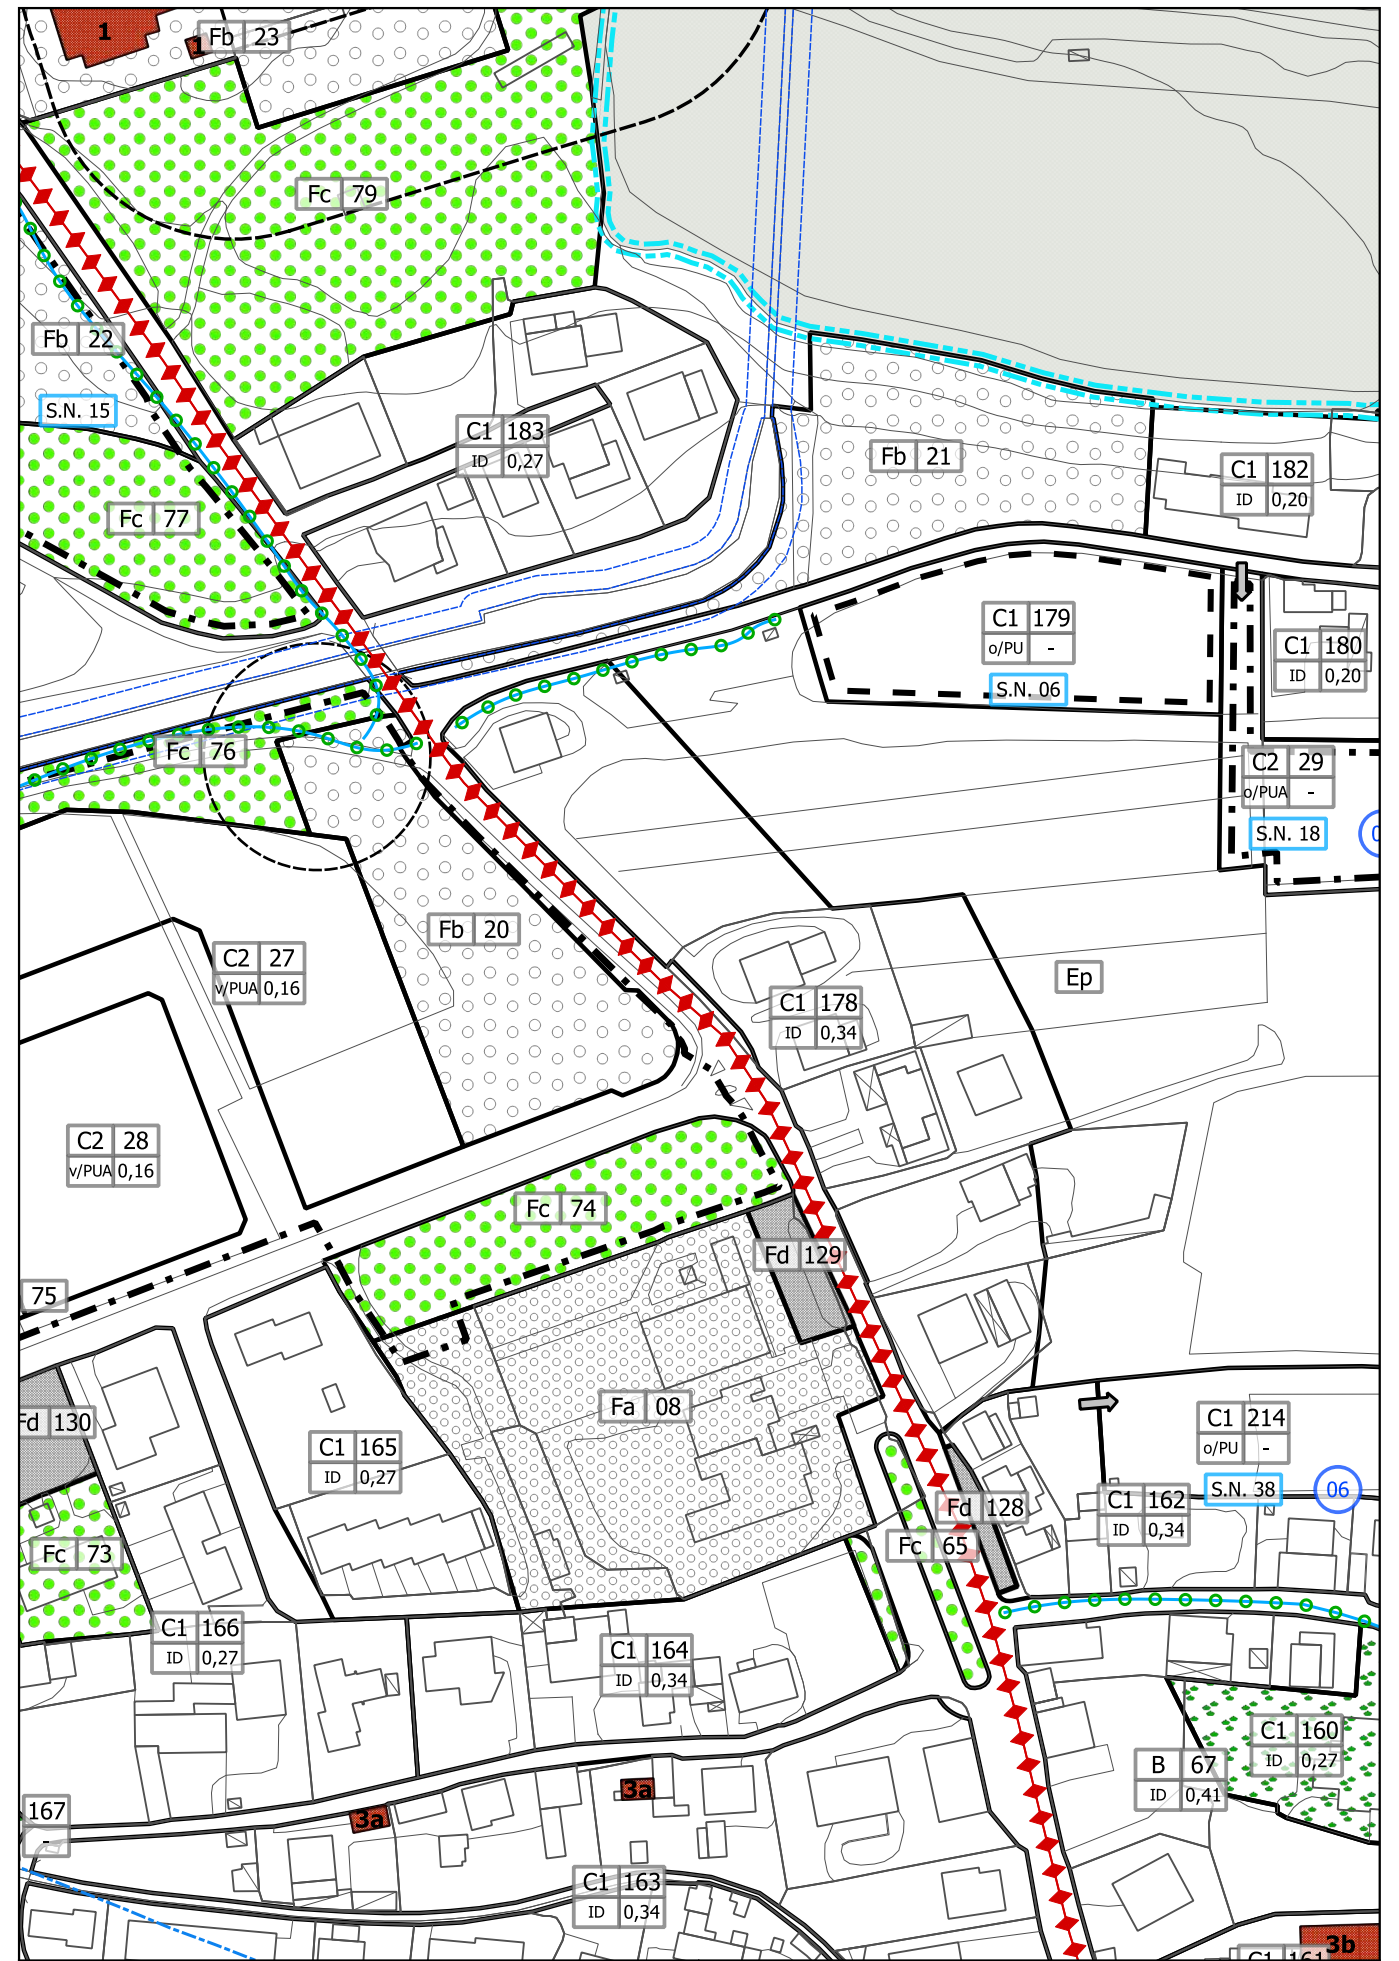 1
1
Fb 23
Fc 79
Fb 22
S.N. 15
C1 183
ID 0,27
Fb 21
C1 182
ID 0,20
Fc 77
C1 179
o/PU -
S.N. 06
C1 180
ID 0,20
Fc 76
C2 29
o/PUA -
S.N. 18
Fb 20
C2 27
v/PUA 0,16
Ep
C1 178
ID 0,34
C2 28
v/PUA 0,16
Fc 74
Fd 129
75
Fa 08
Fd 130
C1 165
ID 0,27
C1 214
o/PU -
S.N. 38
06
Fd 128
C1 162
ID 0,34
Fc 65
Fc 73
C1 166
ID 0,27
C1 164
ID 0,34
C1 160
ID 0,27
B 67
ID 0,41
3a
3a
167
-
C1 163
ID 0,34
3b
C1 161